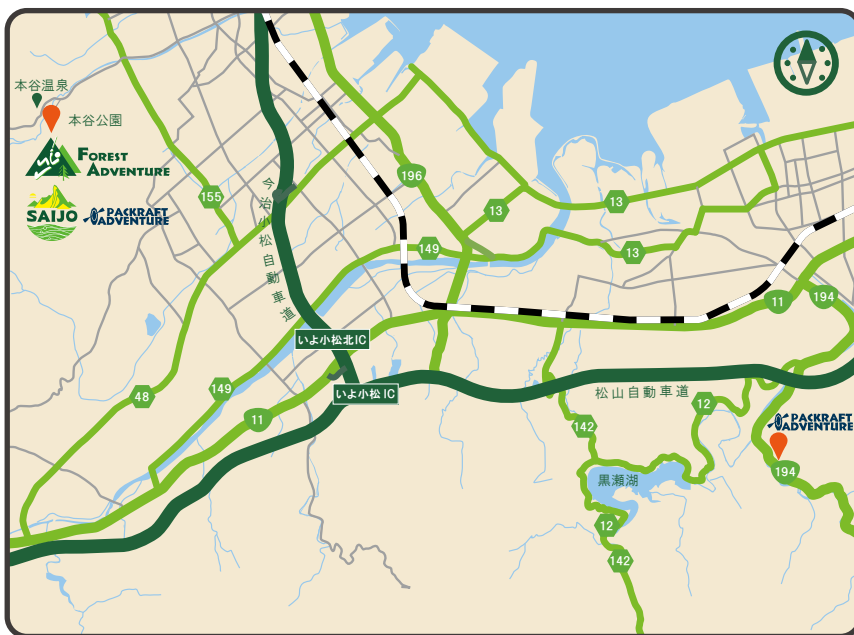 本谷温泉
本谷公園
FOREST
ADVENTURE
SAIJO
PACKRAFT
ADVENTURE
155
196
13
13
13
149
今治小松自動車道
いよ小松北IC
いよ小松IC
11
194
48
149
11
松山自動車道
12
142
PACKRAFT
ADVENTURE
194
黒瀬湖
12
142